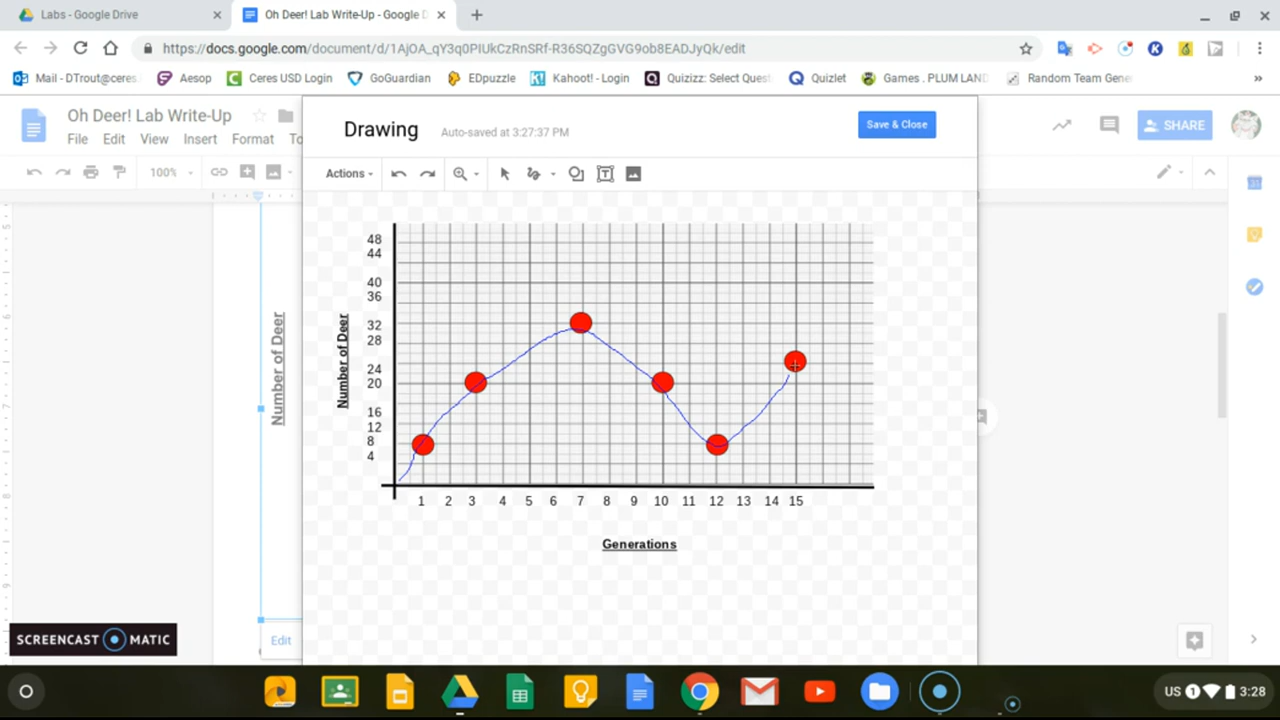 Labs - Google Drive
Oh Deer! Lab Write-Up - Google D
https://docs.google.com/document/d/1AjOA_qY3q0PIUkCzRnSRf-R36SQZgGVG9ob8EADJyQk/edit
Mail - DTrout@ceres.
Aesop
Ceres USD Login
GoGuardian
EDpuzzle
Kahoot! - Login
Quizizz: Select Quest
Quizlet
Games . PLUM LAND
Random Team Gene
»
Oh Deer! Lab Write-Up
File Edit View Insert Format To
SHARE
100%
Drawing
Auto-saved at 3:27:37 PM
Save & Close
Actions
Number of Deer
Number of Deer
48
44
40
36
32
28
24
20
16
12
8
4
1 2 3 4 5 6 7 8 9 10 11 12 13 14 15
Generations
Edit
SCREENCAST MATIC
US 1 3:28